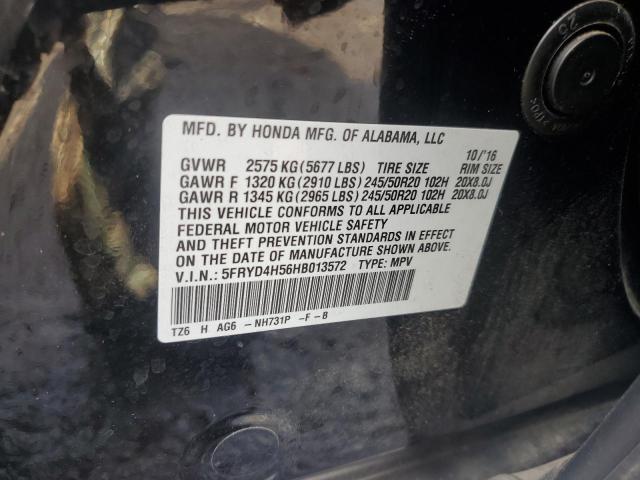 MFD. BY HONDA MFG. OF ALABAMA, LLC
10/'16
GVWR 2575 KG (5677 LBS) TIRE SIZE RIM SIZE
GAWR F 1320 KG (2910 LBS) 245/50R20 102H 20X8.0J
GAWR R 1345 KG (2965 LBS) 245/50R20 102H 20X8.0J
THIS VEHICLE CONFORMS TO ALL APPLICABLE
FEDERAL MOTOR VEHICLE SAFETY
AND THEFT PREVENTION STANDARDS IN EFFECT
ON THE DATE OF MANUFACTURE SHOWN ABOVE.
V.I.N.: 5FRYD4H56HB013572 TYPE: MPV
TZ6 H AG6 -NH731P -F-B
25